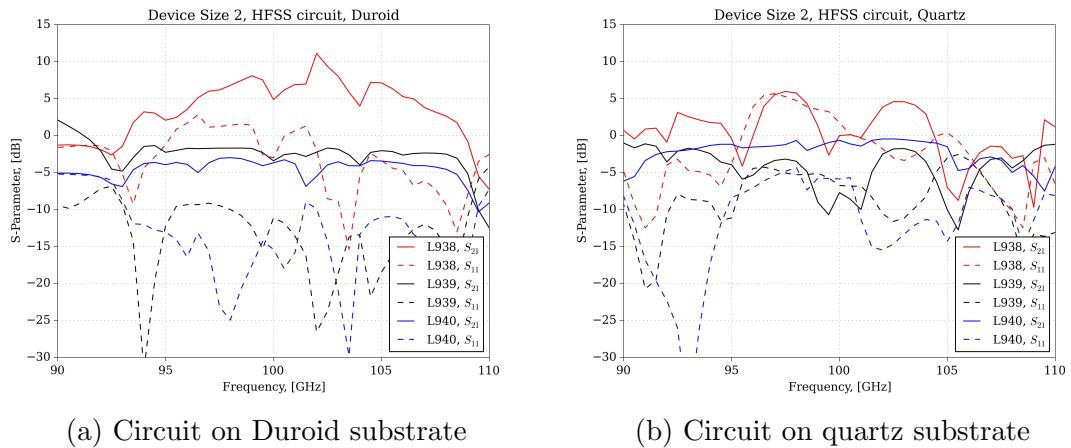 Device Size 2, HFSS circuit, Duroid
15
10
5
0
−5
−10
−15
−20
−25
−30
S-Parameter, [dB]
90
95
100
105
110
Frequency, [GHz]
L938, S21
L938, S11
L939, S21
L939, S11
L940, S21
L940, S11
(a) Circuit on Duroid substrate
Device Size 2, HFSS circuit, Quartz
15
10
5
0
−5
−10
−15
−20
−25
−30
S-Parameter, [dB]
90
95
100
105
110
Frequency, [GHz]
L938, S21
L938, S11
L939, S21
L939, S11
L940, S21
L940, S11
(b) Circuit on quartz substrate